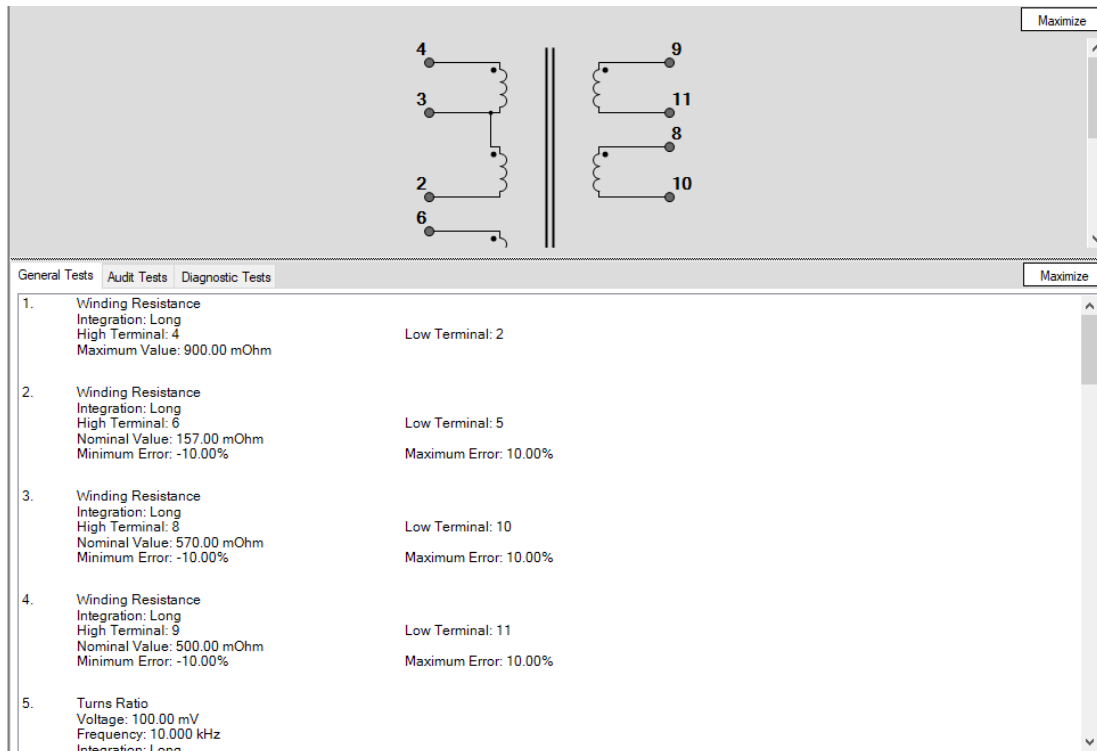 Maximize
4
9
3
11
8
2
10
6
General Tests Audit Tests Diagnostic Tests Maximize
1. Winding Resistance
Integration: Long
High Terminal: 4 Low Terminal: 2
Maximum Value: 900.00 mOhm
2. Winding Resistance
Integration: Long
High Terminal: 6 Low Terminal: 5
Nominal Value: 157.00 mOhm
Minimum Error: -10.00% Maximum Error: 10.00%
3. Winding Resistance
Integration: Long
High Terminal: 8 Low Terminal: 10
Nominal Value: 570.00 mOhm
Minimum Error: -10.00% Maximum Error: 10.00%
4. Winding Resistance
Integration: Long
High Terminal: 9 Low Terminal: 11
Nominal Value: 500.00 mOhm
Minimum Error: -10.00% Maximum Error: 10.00%
5. Turns Ratio
Voltage: 100.00 mV
Frequency: 10.000 kHz
Integration: Long